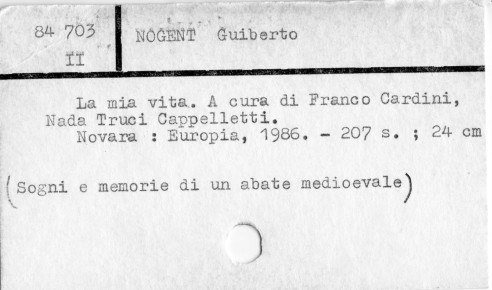 84 703
II
NOGENT Guiberto
La mia vita. A cura di Franco Cardini,
Nada Truci Cappelletti.
Novara : Europia, 1986. - 207 s. ; 24 cm
(Sogni e memorie di un abate medioevale)